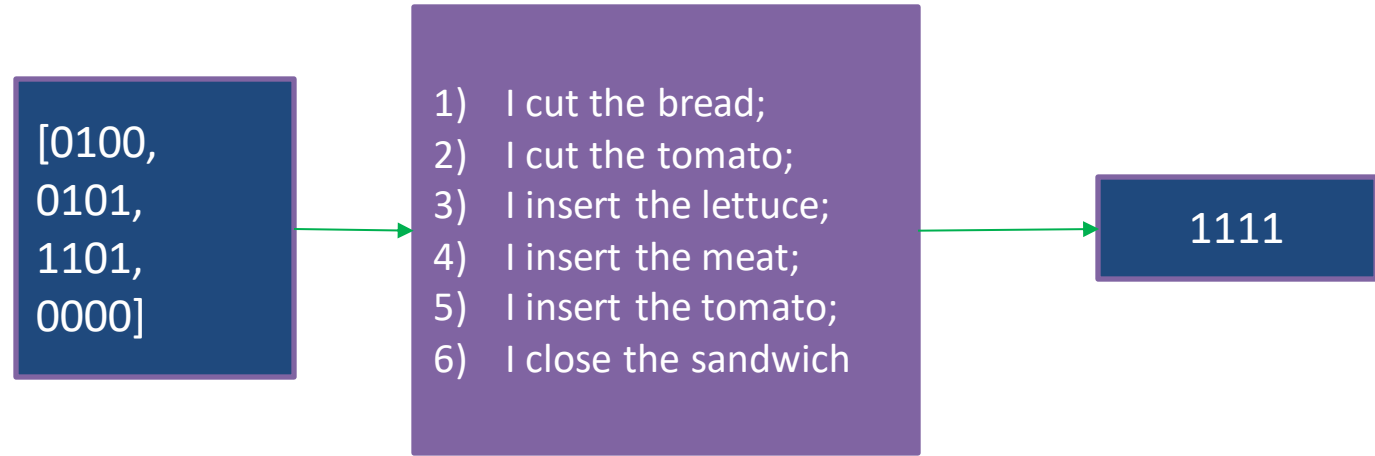 [0100,
0101,
1101,
0000]
1) I cut the bread;
2) I cut the tomato;
3) I insert the lettuce;
4) I insert the meat;
5) I insert the tomato;
6) I close the sandwich
1111